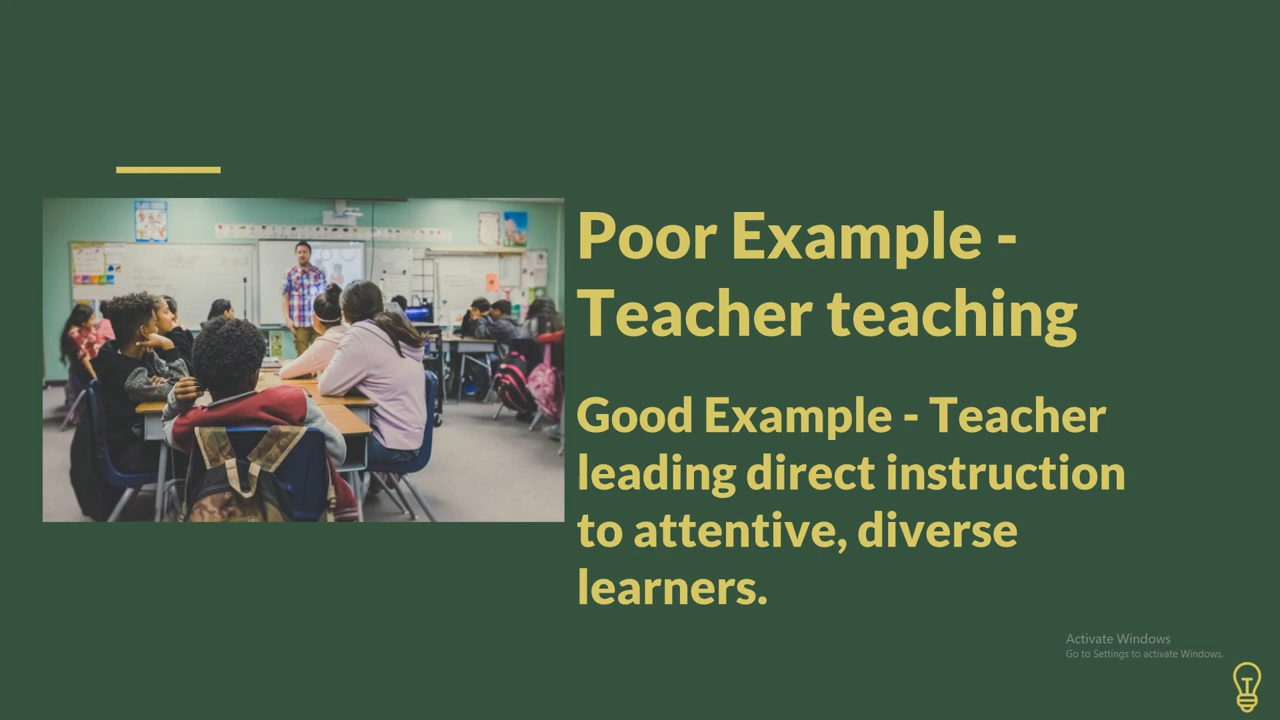 Poor Example -
Teacher teaching
Good Example - Teacher
leading direct instruction
to attentive, diverse
learners.
Activate Windows
Go to Settings to activate Windows.